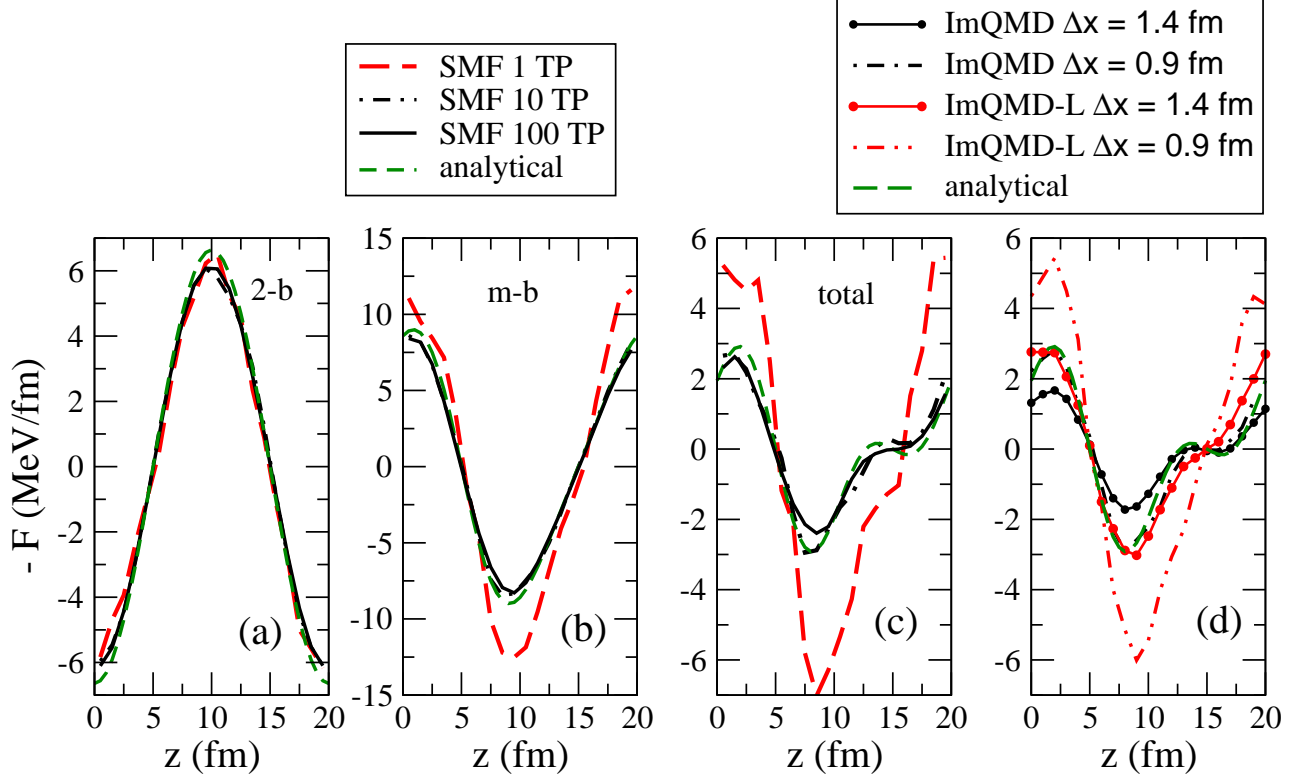 SMF 1 TP
SMF 10 TP
SMF 100 TP
analytical
ImQMD Δx = 1.4 fm
ImQMD Δx = 0.9 fm
ImQMD-L Δx = 1.4 fm
ImQMD-L Δx = 0.9 fm
analytical
- F (MeV/fm)
6
4
2
0
-2
-4
-6
2-b
(a)
0 5 10 15 20
z (fm)
15
10
5
0
-5
-10
-15
m-b
(b)
0 5 10 15 20
z (fm)
6
4
2
0
-2
-4
-6
total
(c)
0 5 10 15 20
z (fm)
6
4
2
0
-2
-4
-6
(d)
0 5 10 15 20
z (fm)